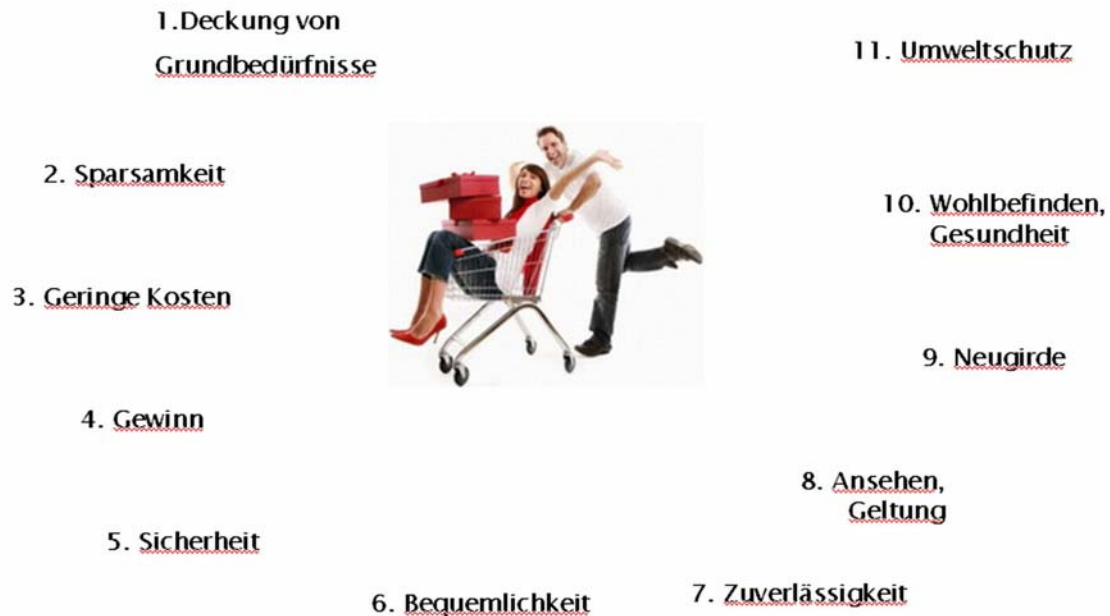 1.Deckung von
Grundbedürfnisse
2. Sparsamkeit
3. Geringe Kosten
4. Gewinn
5. Sicherheit
6. Bequemlichkeit
7. Zuverlässigkeit
8. Ansehen,
Geltung
9. Neugirde
10. Wohlbefinden,
Gesundheit
11. Umweltschutz